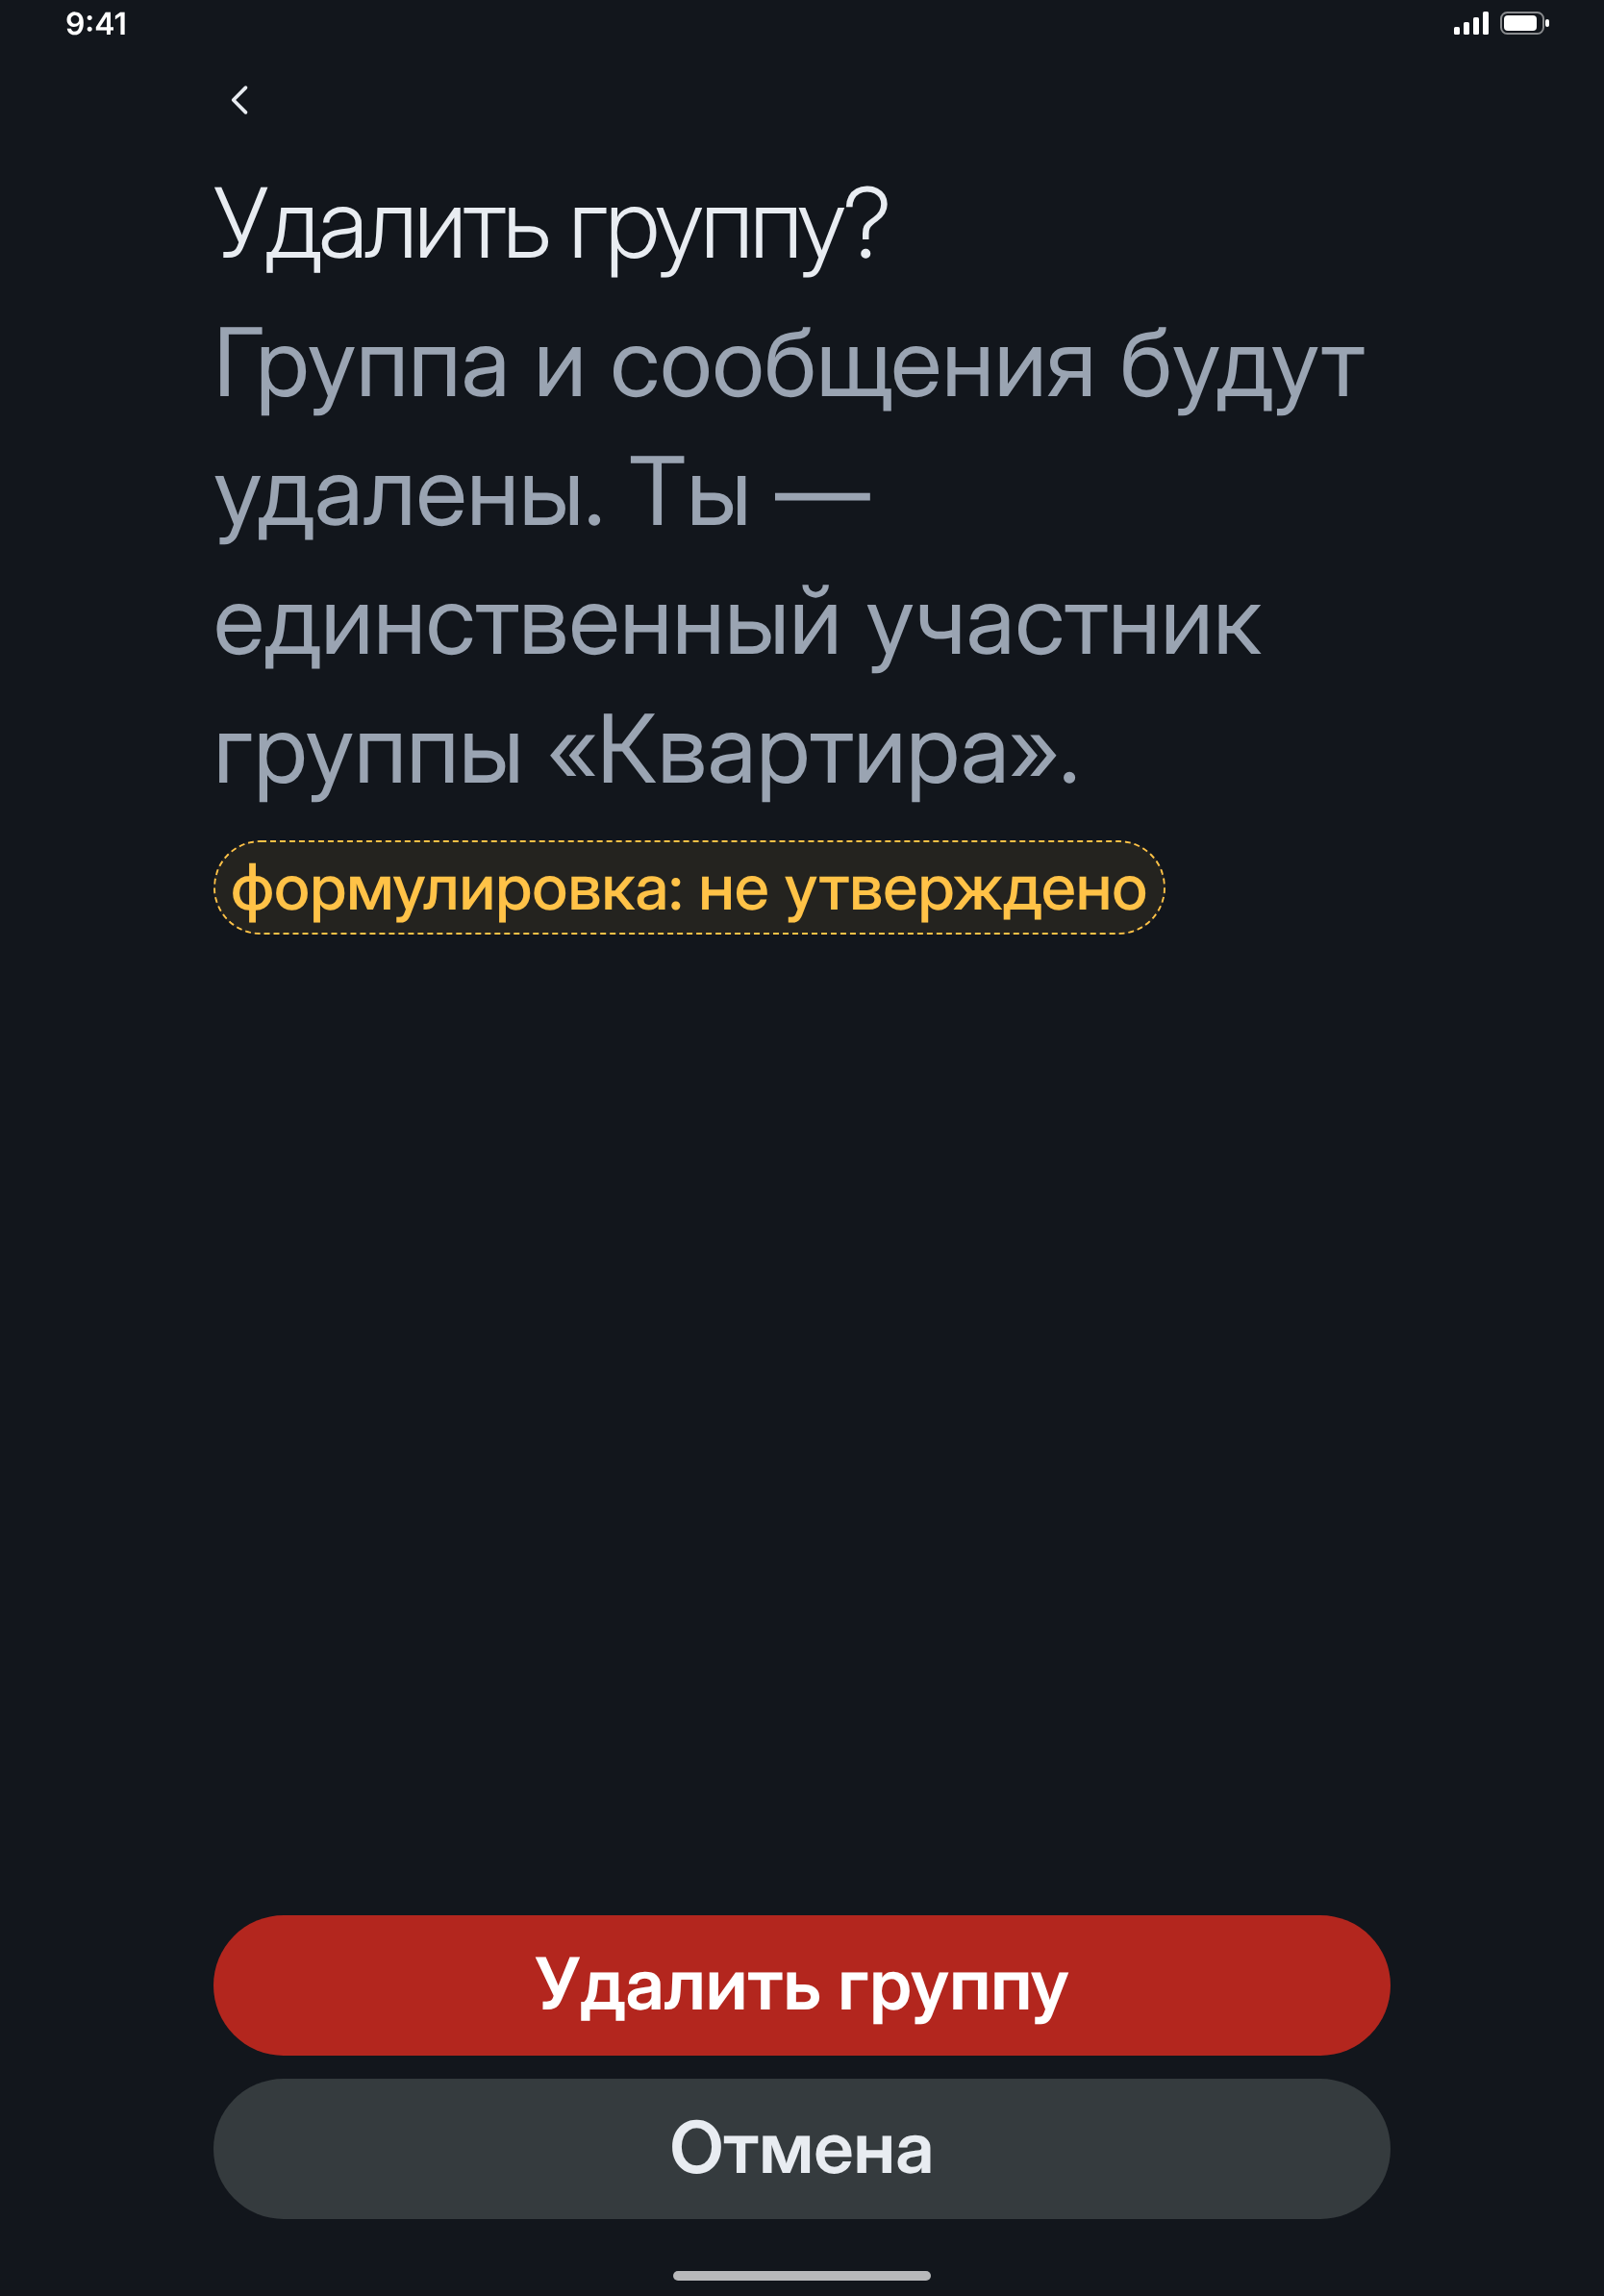 9:41
Удалить группу?
Группа и сообщения будут
удалены. Ты —
единственный участник
группы «Квартира».
формулировка: не утверждено
Удалить группу
Отмена